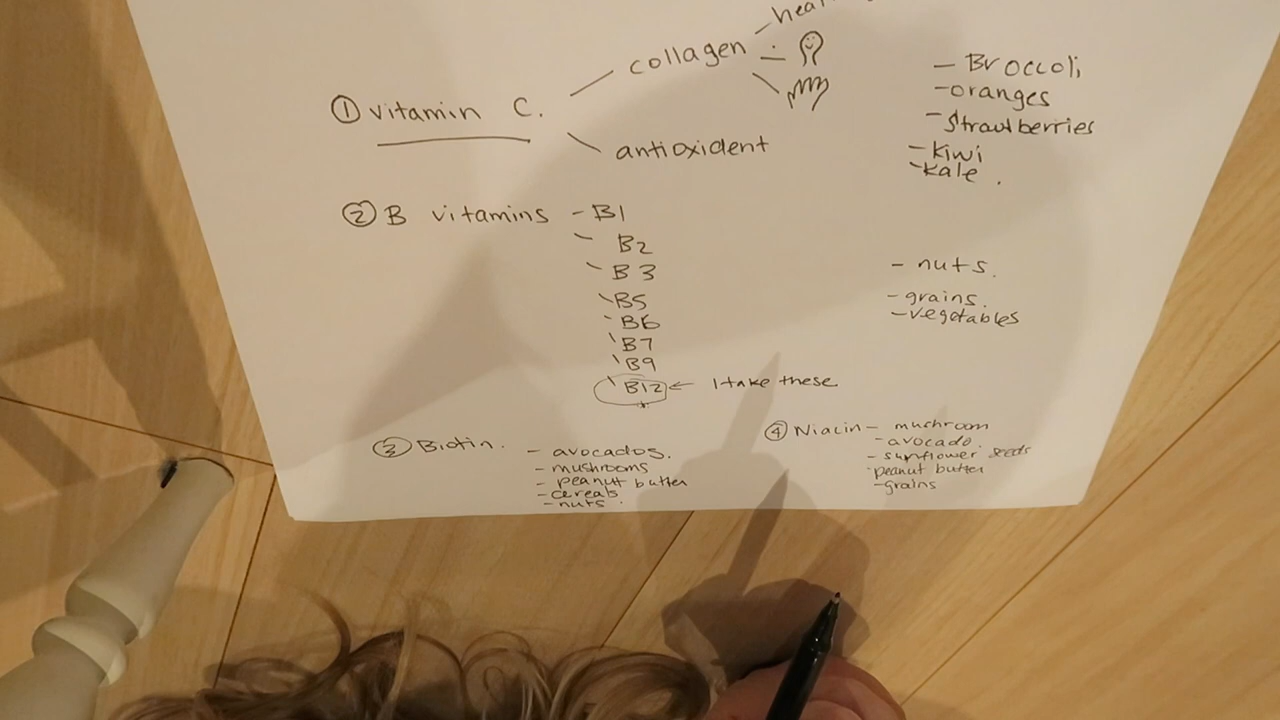 ① vitamin C.
— collagen
— antioxident
- Broccoli
- oranges
- Strawberries
- kiwi
- kale.
② B vitamins - B1
- B2
- B3
- B5
- B6
- B7
- B9
- B12 ← I take these
- nuts.
- grains.
- vegetables
③ Biotin.
- avocados.
- mushrooms
- peanut butter
- cereals
- nuts.
④ Niacin - mushroom
- avocado.
- sunflower seeds
- peanut butter
- grains